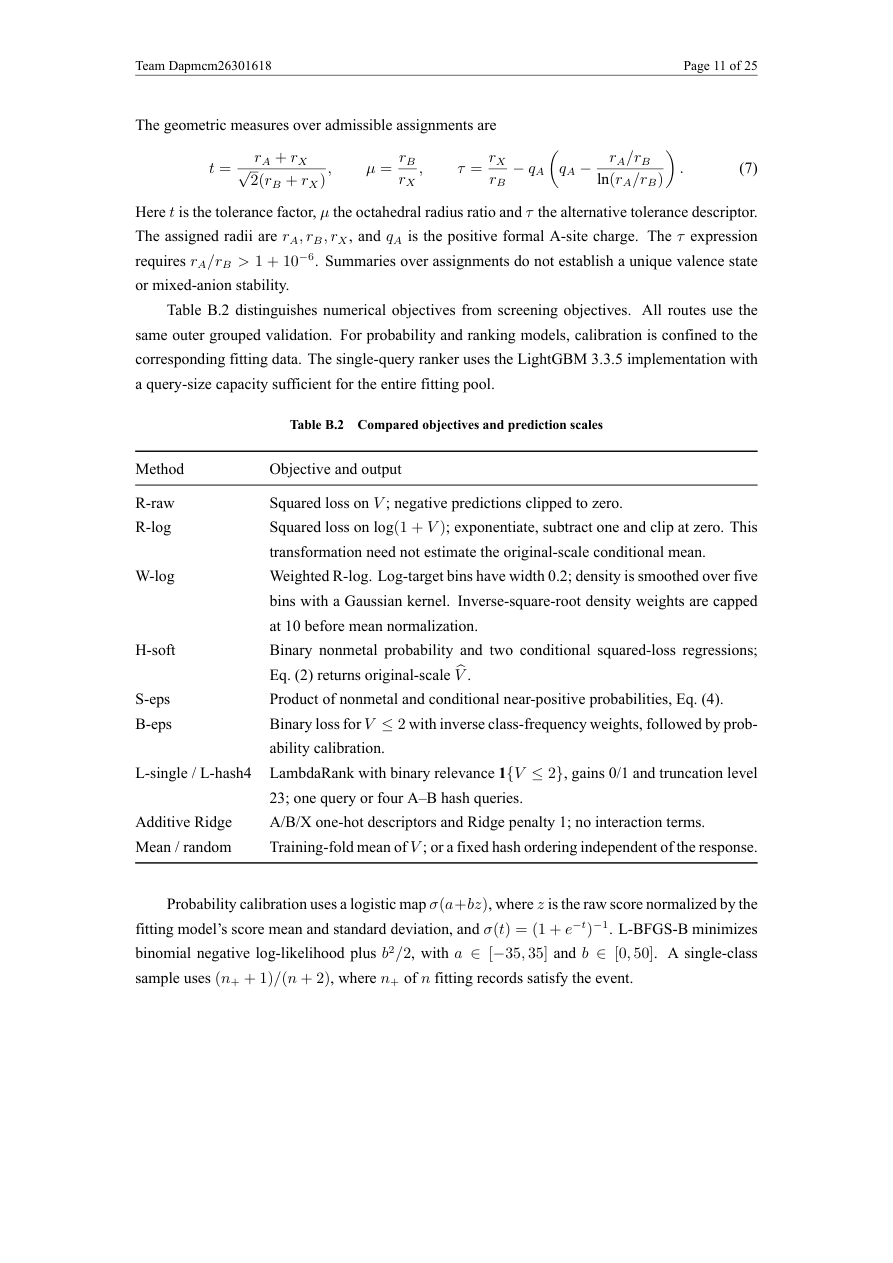 Team Dapmcm26301618 Page 11 of 25
The geometric measures over admissible assignments are
t = \frac{r_A + r_X}{\sqrt{2}(r_B + r_X)}, μ = \frac{r_B}{r_X}, τ = \frac{r_X}{r_B} − q_A \left( q_A − \frac{r_A/r_B}{\ln(r_A/r_B)} \right). (7)
Here t is the tolerance factor, μ the octahedral radius ratio and τ the alternative tolerance descriptor.
The assigned radii are r_A, r_B, r_X, and q_A is the positive formal A-site charge. The τ expression
requires r_A/r_B > 1 + 10^{−6}. Summaries over assignments do not establish a unique valence state
or mixed-anion stability.
Table B.2 distinguishes numerical objectives from screening objectives. All routes use the
same outer grouped validation. For probability and ranking models, calibration is confined to the
corresponding fitting data. The single-query ranker uses the LightGBM 3.3.5 implementation with
a query-size capacity sufficient for the entire fitting pool.
Table B.2 Compared objectives and prediction scales
Method Objective and output
R-raw Squared loss on V; negative predictions clipped to zero.
R-log Squared loss on log(1 + V); exponentiate, subtract one and clip at zero. This
transformation need not estimate the original-scale conditional mean.
W-log Weighted R-log. Log-target bins have width 0.2; density is smoothed over five
bins with a Gaussian kernel. Inverse-square-root density weights are capped
at 10 before mean normalization.
H-soft Binary nonmetal probability and two conditional squared-loss regressions;
Eq. (2) returns original-scale \widehat{V}.
S-eps Product of nonmetal and conditional near-positive probabilities, Eq. (4).
B-eps Binary loss for V ≤ 2 with inverse class-frequency weights, followed by prob-
ability calibration.
L-single / L-hash4 LambdaRank with binary relevance 1{V ≤ 2}, gains 0/1 and truncation level
23; one query or four A–B hash queries.
Additive Ridge A/B/X one-hot descriptors and Ridge penalty 1; no interaction terms.
Mean / random Training-fold mean of V; or a fixed hash ordering independent of the response.
Probability calibration uses a logistic map σ(a+bz), where z is the raw score normalized by the
fitting model's score mean and standard deviation, and σ(t) = (1 + e^{−t})^{−1}. L-BFGS-B minimizes
binomial negative log-likelihood plus b²/2, with a ∈ [−35, 35] and b ∈ [0, 50]. A single-class
sample uses (n₊ + 1)/(n + 2), where n₊ of n fitting records satisfy the event.